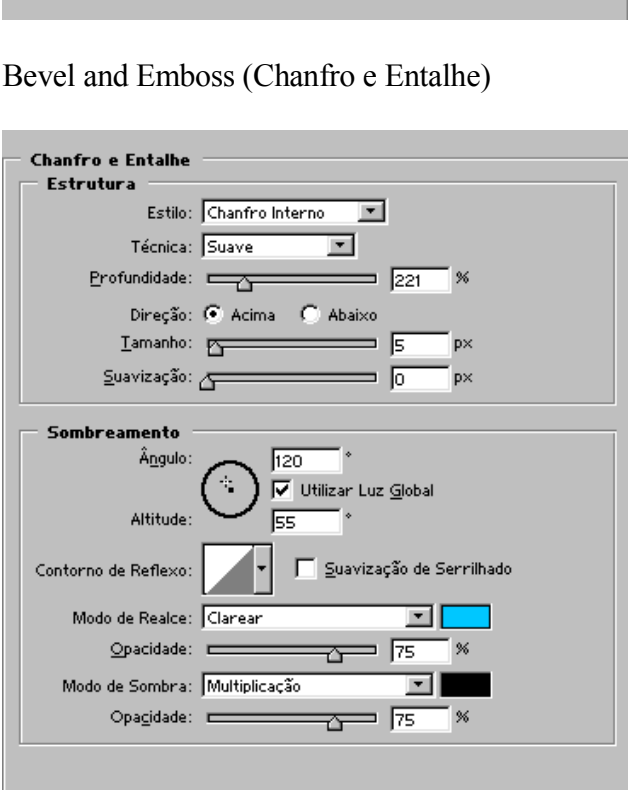 Bevel and Emboss (Chanfro e Entalhe)
Chanfro e Entalhe
Estrutura
Estilo: Chanfro Interno
Técnica: Suave
Profundidade: 221 %
Direção: Acima Abaixo
Tamanho: 5 px
Suavização: 0 px
Sombreamento
Ângulo: 120 °
Utilizar Luz Global
Altitude: 55 °
Contorno de Reflexo: Suavização de Serrilhado
Modo de Realce: Clarear
Opacidade: 75 %
Modo de Sombra: Multiplicação
Opacidade: 75 %